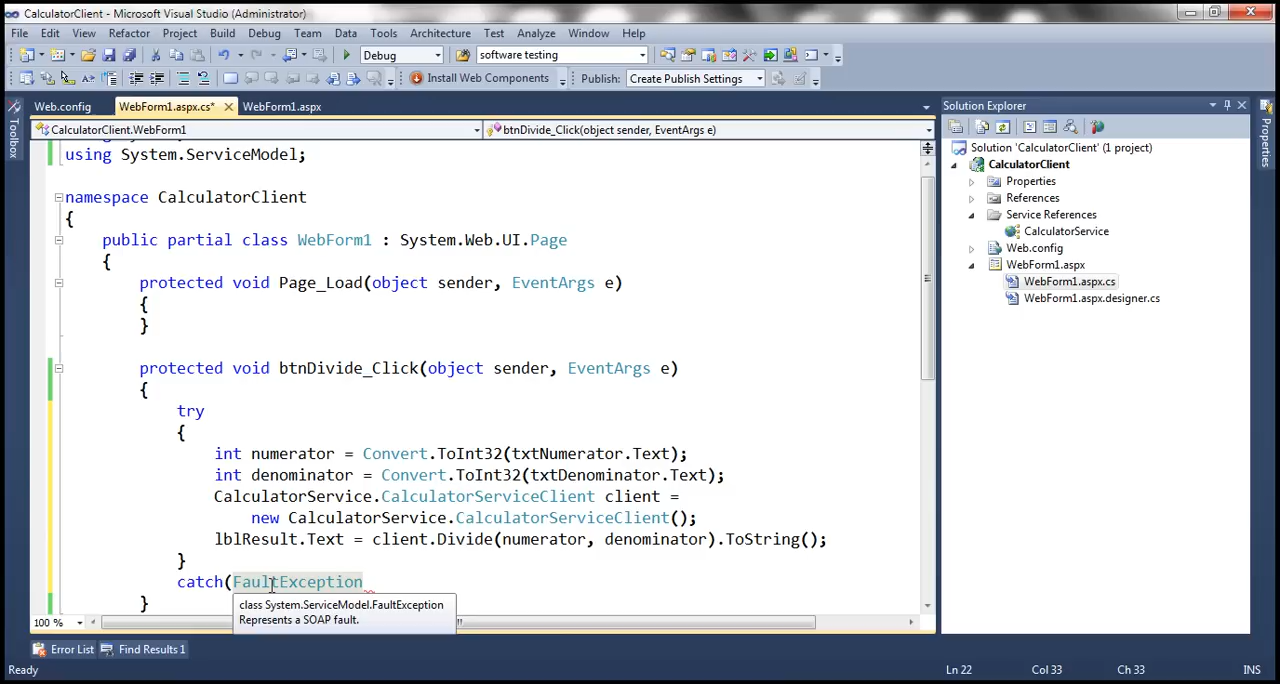 CalculatorClient - Microsoft Visual Studio (Administrator)
File Edit View Refactor Project Build Debug Team Data Tools Architecture Test Analyze Window Help
Debug software testing
Install Web Components Publish: Create Publish Settings
Web.config WebForm1.aspx.cs* WebForm1.aspx
CalculatorClient.WebForm1 btnDivide_Click(object sender, EventArgs e)
Toolbox
using System.ServiceModel;
namespace CalculatorClient
{
public partial class WebForm1 : System.Web.UI.Page
{
protected void Page_Load(object sender, EventArgs e)
{
}
protected void btnDivide_Click(object sender, EventArgs e)
{
try
{
int numerator = Convert.ToInt32(txtNumerator.Text);
int denominator = Convert.ToInt32(txtDenominator.Text);
CalculatorService.CalculatorServiceClient client =
new CalculatorService.CalculatorServiceClient();
lblResult.Text = client.Divide(numerator, denominator).ToString();
}
catch(FaultException
}
class System.ServiceModel.FaultException
Represents a SOAP fault.
100 %
Solution Explorer
Solution 'CalculatorClient' (1 project)
CalculatorClient
Properties
References
Service References
CalculatorService
Web.config
WebForm1.aspx
WebForm1.aspx.cs
WebForm1.aspx.designer.cs
Properties
Error List Find Results 1
Ready Ln 22 Col 33 Ch 33 INS